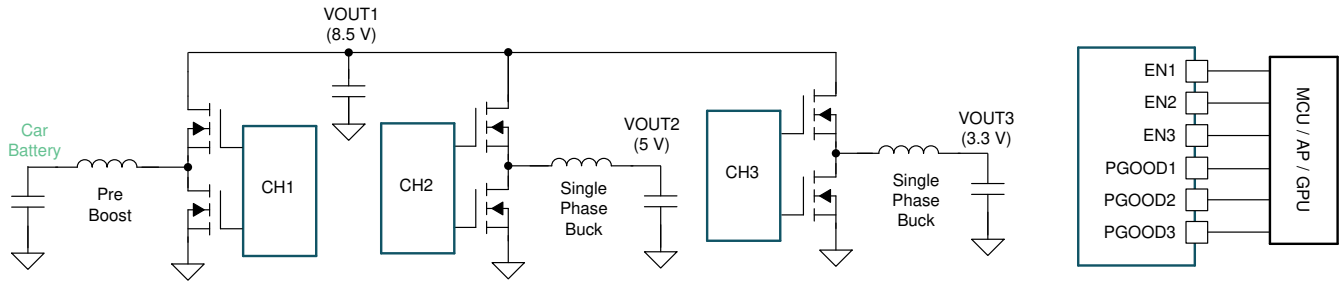 VOUT1
(8.5 V)
Car
Battery
Pre
Boost
CH1
CH2
VOUT2
(5 V)
Single
Phase
Buck
CH3
VOUT3
(3.3 V)
Single
Phase
Buck
EN1
EN2
EN3
PGOOD1
PGOOD2
PGOOD3
MCU / AP / GPU